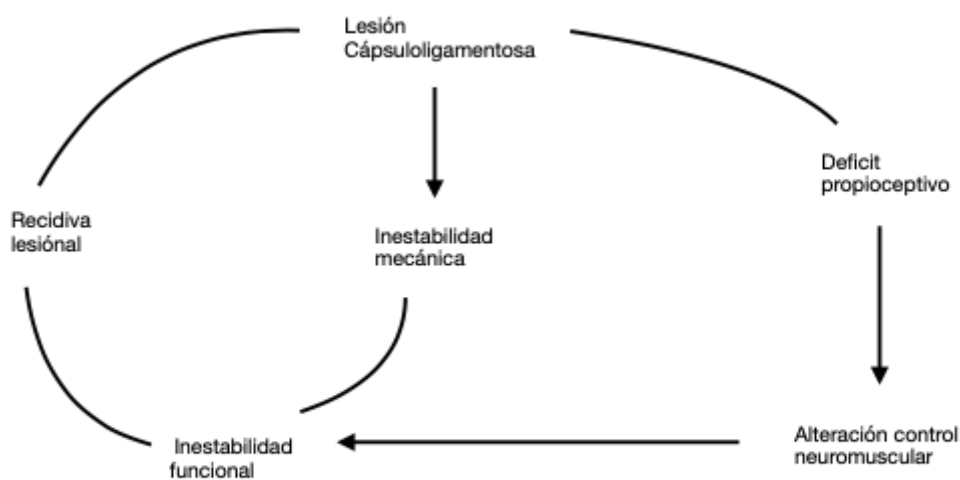 Lesión
Cápsuloligamentosa
Deficit
propioceptivo
Recidiva
lesiónal
Inestabilidad
mecánica
Alteración control
neuromuscular
Inestabilidad
funcional